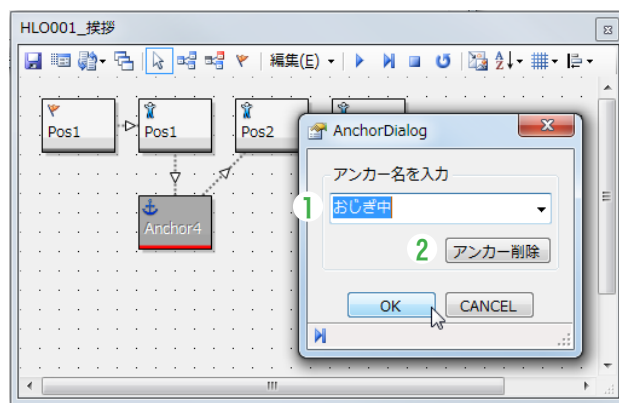 HLO001_挨拶
編集(E)
Pos1
Pos1
Pos2
Anchor4
AnchorDialog
アンカー名を入力
1
おじぎ中
2
アンカー削除
OK
CANCEL